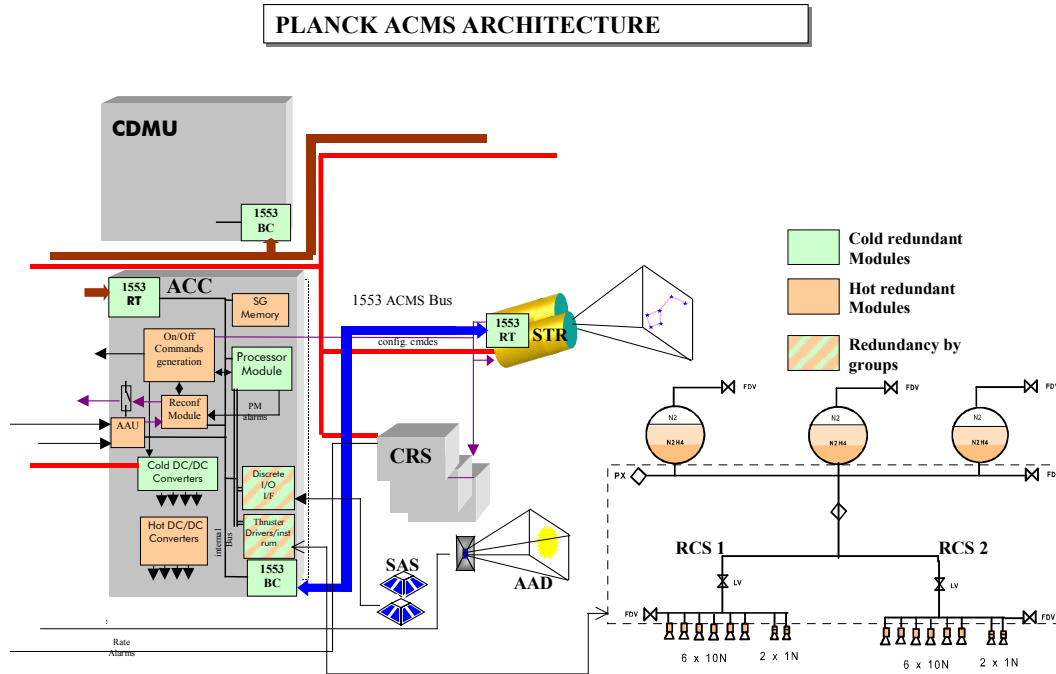 PLANCK ACMS ARCHITECTURE
CDMU
1553
BC
Cold redundant
Modules
Hot redundant
Modules
Redundancy by
groups
1553
RT
ACC
SG
Memory
On/Off
Commands
generation
Processor
Module
Reconf
Module
PM
alarms
AAU
Cold DC/DC
Converters
Discrete
I/O
I/F
Hot DC/DC
Converters
internal
Bus
Thruster
Drivers/inst
rum
1553
BC
1553 ACMS Bus
config. cmdes
1553
RT
STR
CRS
SAS
AAD
Rate
Alarms
FDV
FDV
FDV
N2
N2H4
N2
N2H4
N2
N2H4
PX
FD
RCS 1
RCS 2
LV
LV
FDV
FDV
6 x 10N
2 x 1N
6 x 10N
2 x 1N